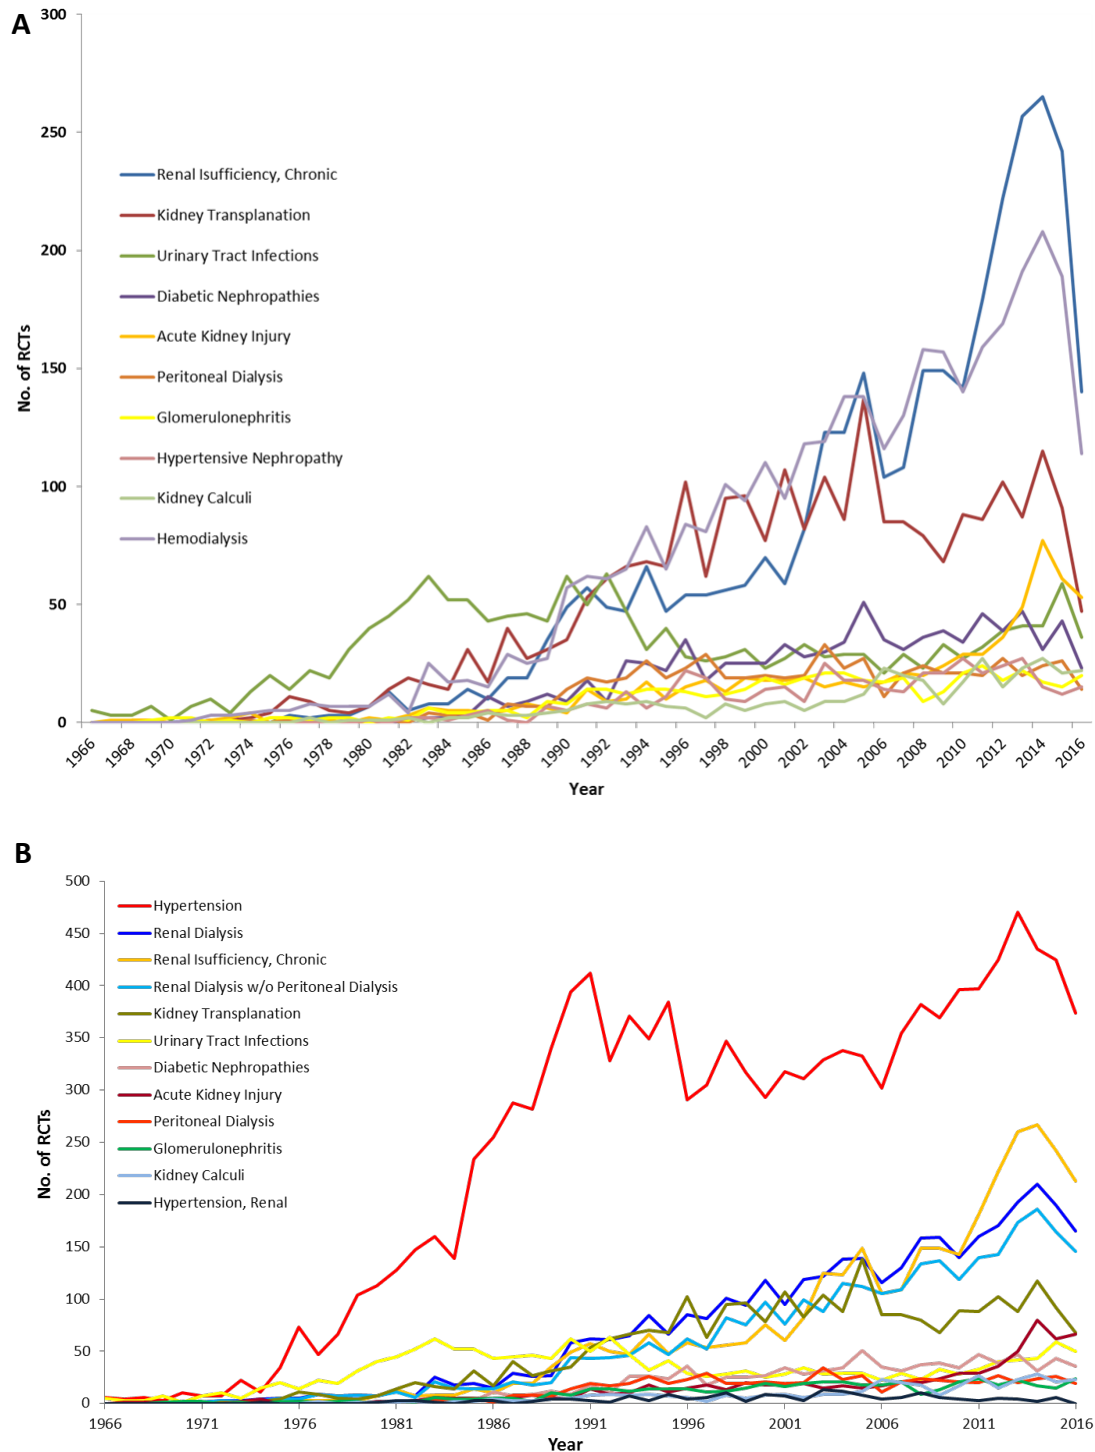 A
300
250
200
150
100
50
0
No. of RCTs
Renal Isufficiency, Chronic
Kidney Transplanation
Urinary Tract Infections
Diabetic Nephropathies
Acute Kidney Injury
Peritoneal Dialysis
Glomerulonephritis
Hypertensive Nephropathy
Kidney Calculi
Hemodialysis
1966 1968 1970 1972 1974 1976 1978 1980 1982 1984 1986 1988 1990 1992 1994 1996 1998 2000 2002 2004 2006 2008 2010 2012 2014 2016
Year
B
500
450
400
350
300
250
200
150
100
50
0
No. of RCTs
Hypertension
Renal Dialysis
Renal Isufficiency, Chronic
Renal Dialysis w/o Peritoneal Dialysis
Kidney Transplanation
Urinary Tract Infections
Diabetic Nephropathies
Acute Kidney Injury
Peritoneal Dialysis
Glomerulonephritis
Kidney Calculi
Hypertension, Renal
1966 1971 1976 1981 1986 1991 1996 2001 2006 2011 2016
Year